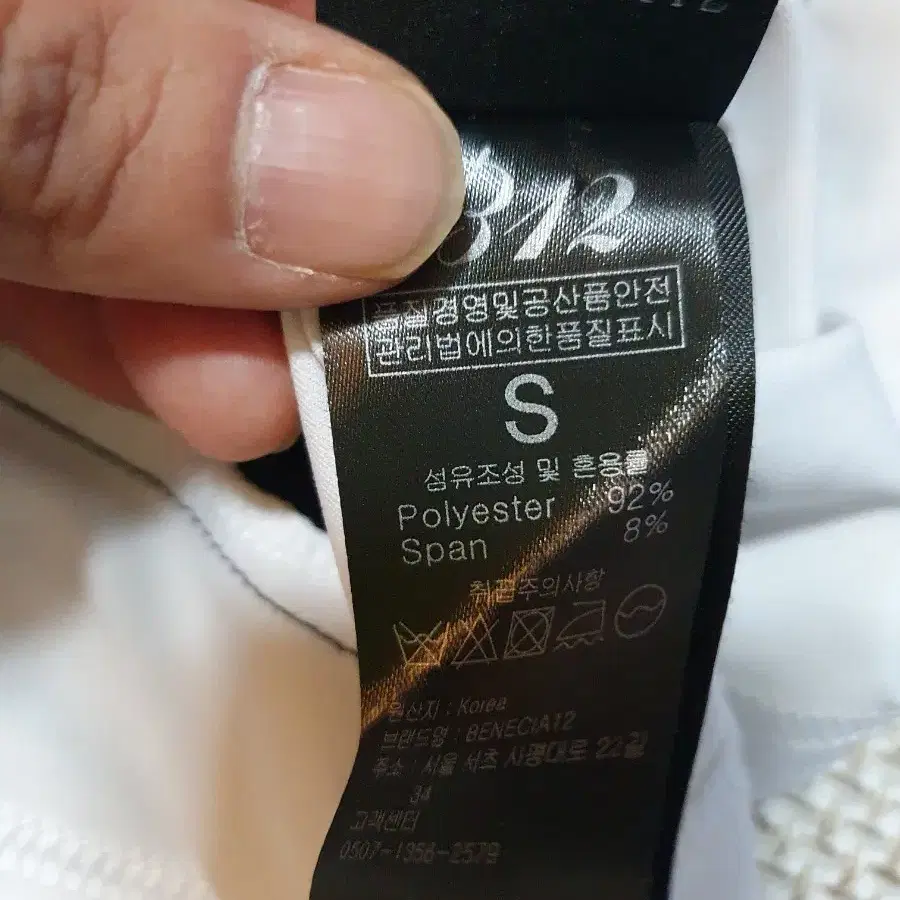 312
품질경영및공산품안전
관리법에의한품질표시
S
섬유조성 및 혼용률
Polyester 92%
Span 8%
취급주의사항
원산지 : Korea
브랜드명 : BENECIA12
주소 : 서울 서초 사평대로 22길
34
고객센터
0507-1356-2579